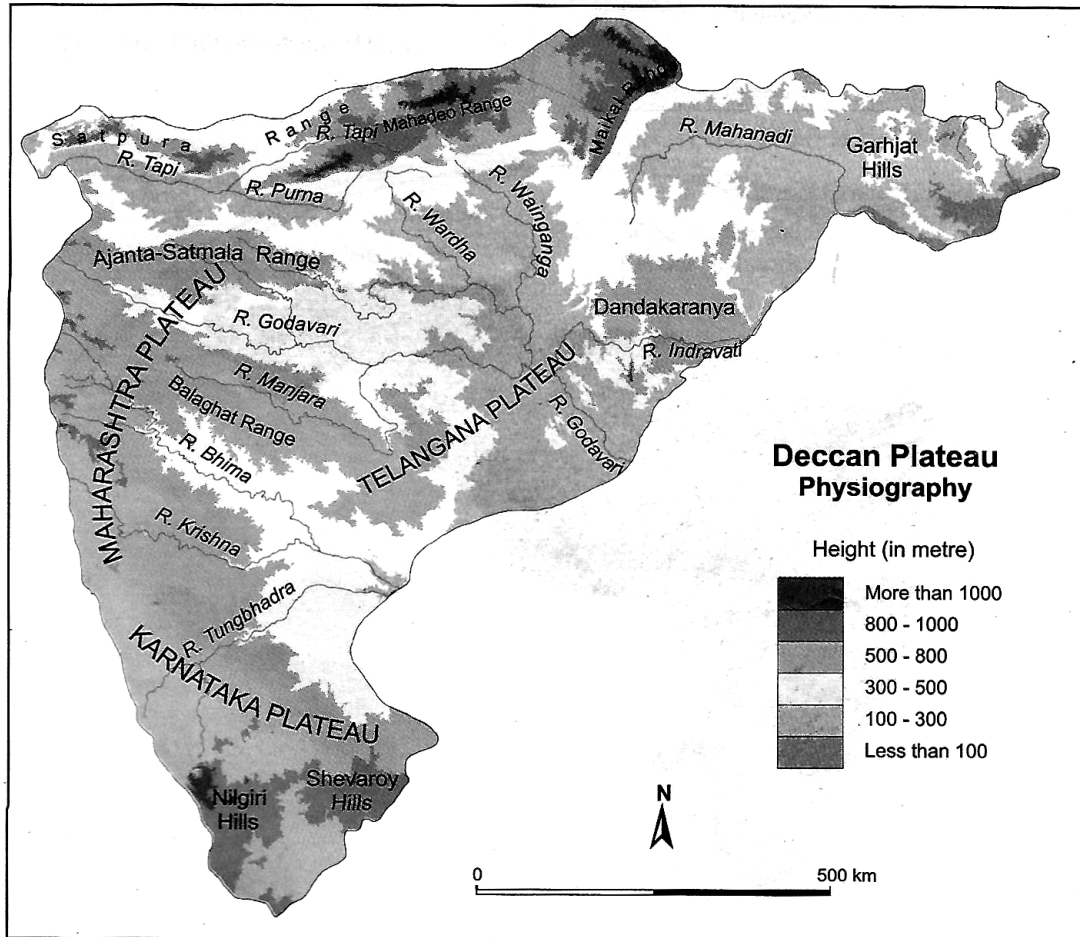 Satpura Range
R. Tapi Mahadeo Range
Maikal
R. Mahanadi
Garhjat
Hills
R. Tapi
R. Purna
R. Wardha
R. Wainganga
Ajanta-Satmala Range
MAHARASHTRA PLATEAU
R. Godavari
Dandakaranya
R. Indravati
R. Manjara
Balaghat Range
TELANGANA PLATEAU
R. Godavari
R. Bhima
R. Krishna
R. Tungbhadra
KARNATAKA PLATEAU
Nilgiri
Hills
Shevaroy
Hills
Deccan Plateau
Physiography
Height (in metre)
More than 1000
800 - 1000
500 - 800
300 - 500
100 - 300
Less than 100
N
0 500 km